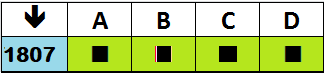 🡻 A B C D
1807 ■ ■ ■ ■